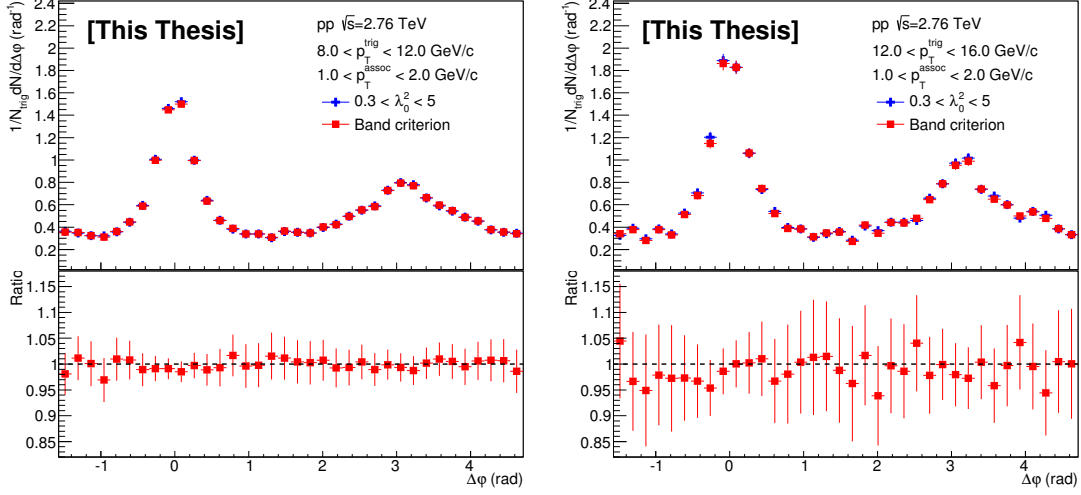 [This Thesis]
pp √s=2.76 TeV
8.0 < p_T^trig < 12.0 GeV/c
1.0 < p_T^assoc < 2.0 GeV/c
0.3 < λ₀² < 5
Band criterion
1/N_trig dN/dΔφ (rad⁻¹)
2.4
2.2
2
1.8
1.6
1.4
1.2
1
0.8
0.6
0.4
0.2
Ratio
1.15
1.1
1.05
1
0.95
0.9
0.85
-1 0 1 2 3 4
Δφ (rad)
[This Thesis]
pp √s=2.76 TeV
12.0 < p_T^trig < 16.0 GeV/c
1.0 < p_T^assoc < 2.0 GeV/c
0.3 < λ₀² < 5
Band criterion
1/N_trig dN/dΔφ (rad⁻¹)
2.4
2.2
2
1.8
1.6
1.4
1.2
1
0.8
0.6
0.4
0.2
Ratio
1.15
1.1
1.05
1
0.95
0.9
0.85
-1 0 1 2 3 4
Δφ (rad)